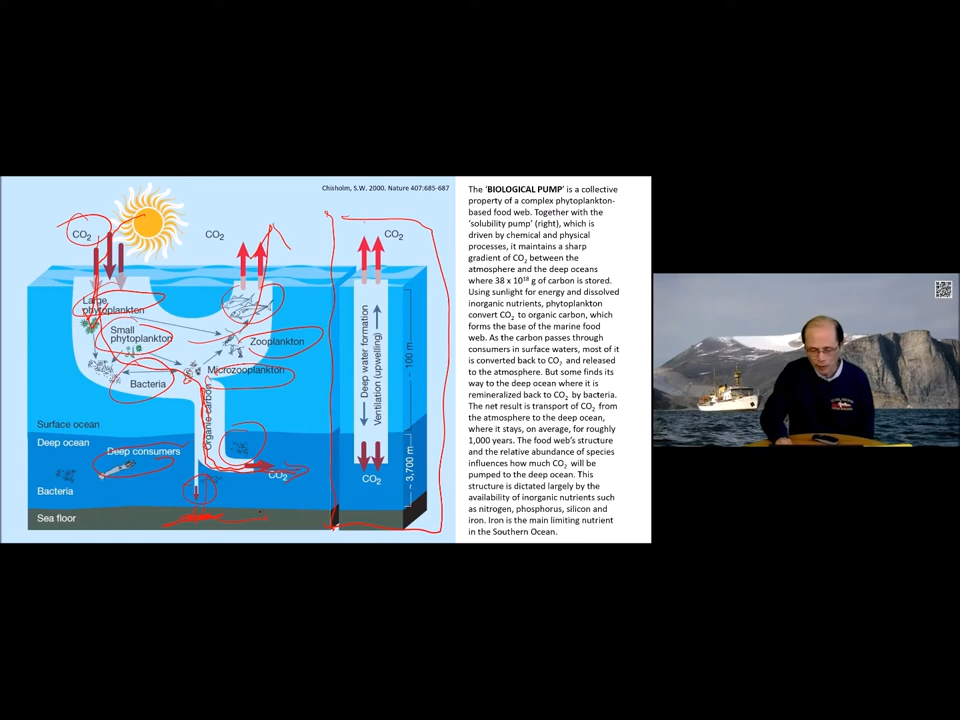 Chisholm, S.W. 2000. Nature 407:685-687
CO2
CO2
CO2
Large
phytoplankton
Small
phytoplankton
Zooplankton
Microzooplankton
Bacteria
Organic carbon
Deep water formation
Ventilation (upwelling)
~ 100 m
~ 3,700 m
Surface ocean
Deep ocean
Deep consumers
CO2
CO2
Bacteria
Sea floor
The ‘BIOLOGICAL PUMP’ is a collective
property of a complex phytoplankton-
based food web. Together with the
‘solubility pump’ (right), which is
driven by chemical and physical
processes, it maintains a sharp
gradient of CO2 between the
atmosphere and the deep oceans
where 38 x 10¹⁸ g of carbon is stored.
Using sunlight for energy and dissolved
inorganic nutrients, phytoplankton
convert CO2 to organic carbon, which
forms the base of the marine food
web. As the carbon passes through
consumers in surface waters, most of it
is converted back to CO2 and released
to the atmosphere. But some finds its
way to the deep ocean where it is
remineralized back to CO2 by bacteria.
The net result is transport of CO2 from
the atmosphere to the deep ocean,
where it stays, on average, for roughly
1,000 years. The food web's structure
and the relative abundance of species
influences how much CO2 will be
pumped to the deep ocean. This
structure is dictated largely by the
availability of inorganic nutrients such
as nitrogen, phosphorus, silicon and
iron. Iron is the main limiting nutrient
in the Southern Ocean.